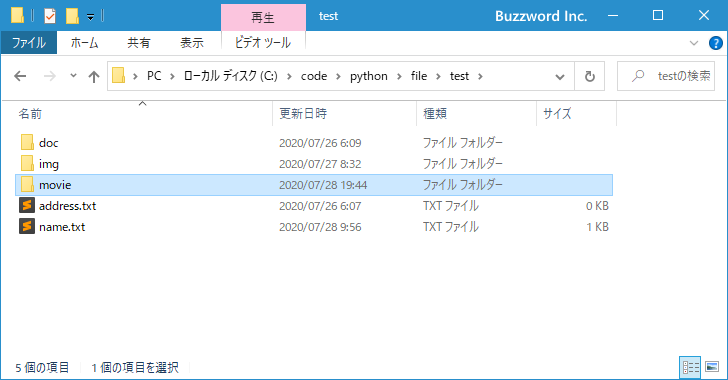 再生 test Buzzword Inc.
ファイル ホーム 共有 表示 ビデオ ツール
PC ローカル ディスク (C:) code python file test testの検索
名前 更新日時 種類 サイズ
doc 2020/07/26 6:09 ファイル フォルダー
img 2020/07/27 8:32 ファイル フォルダー
movie 2020/07/28 19:44 ファイル フォルダー
address.txt 2020/07/26 6:07 TXT ファイル 0 KB
name.txt 2020/07/28 9:56 TXT ファイル 1 KB
5 個の項目 1 個の項目を選択